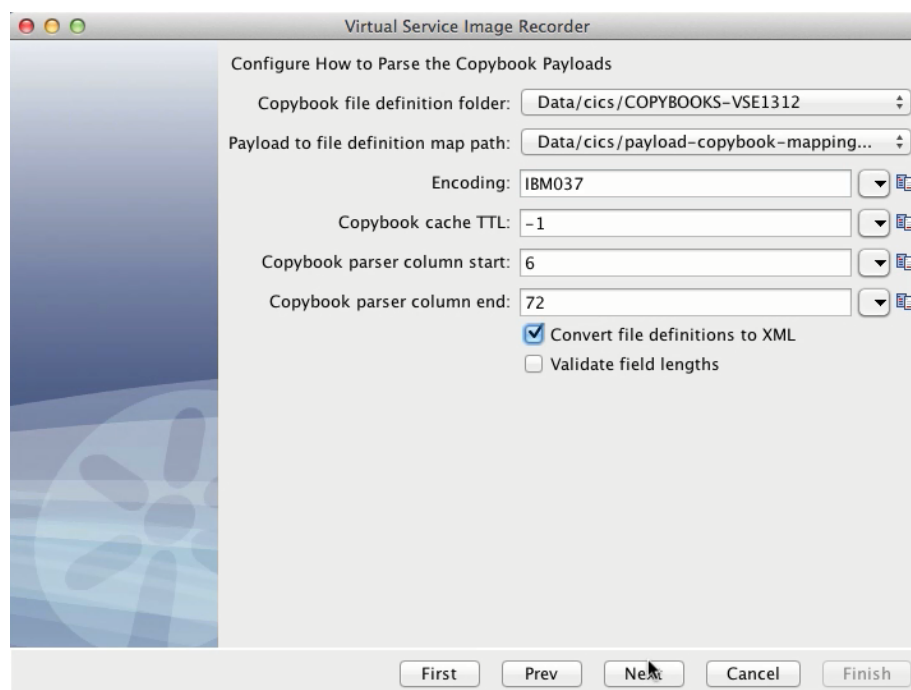 Virtual Service Image Recorder
Configure How to Parse the Copybook Payloads
Copybook file definition folder: Data/cics/COPYBOOKS-VSE1312
Payload to file definition map path: Data/cics/payload-copybook-mapping...
Encoding: IBM037
Copybook cache TTL: -1
Copybook parser column start: 6
Copybook parser column end: 72
Convert file definitions to XML
Validate field lengths
First Prev Next Cancel Finish